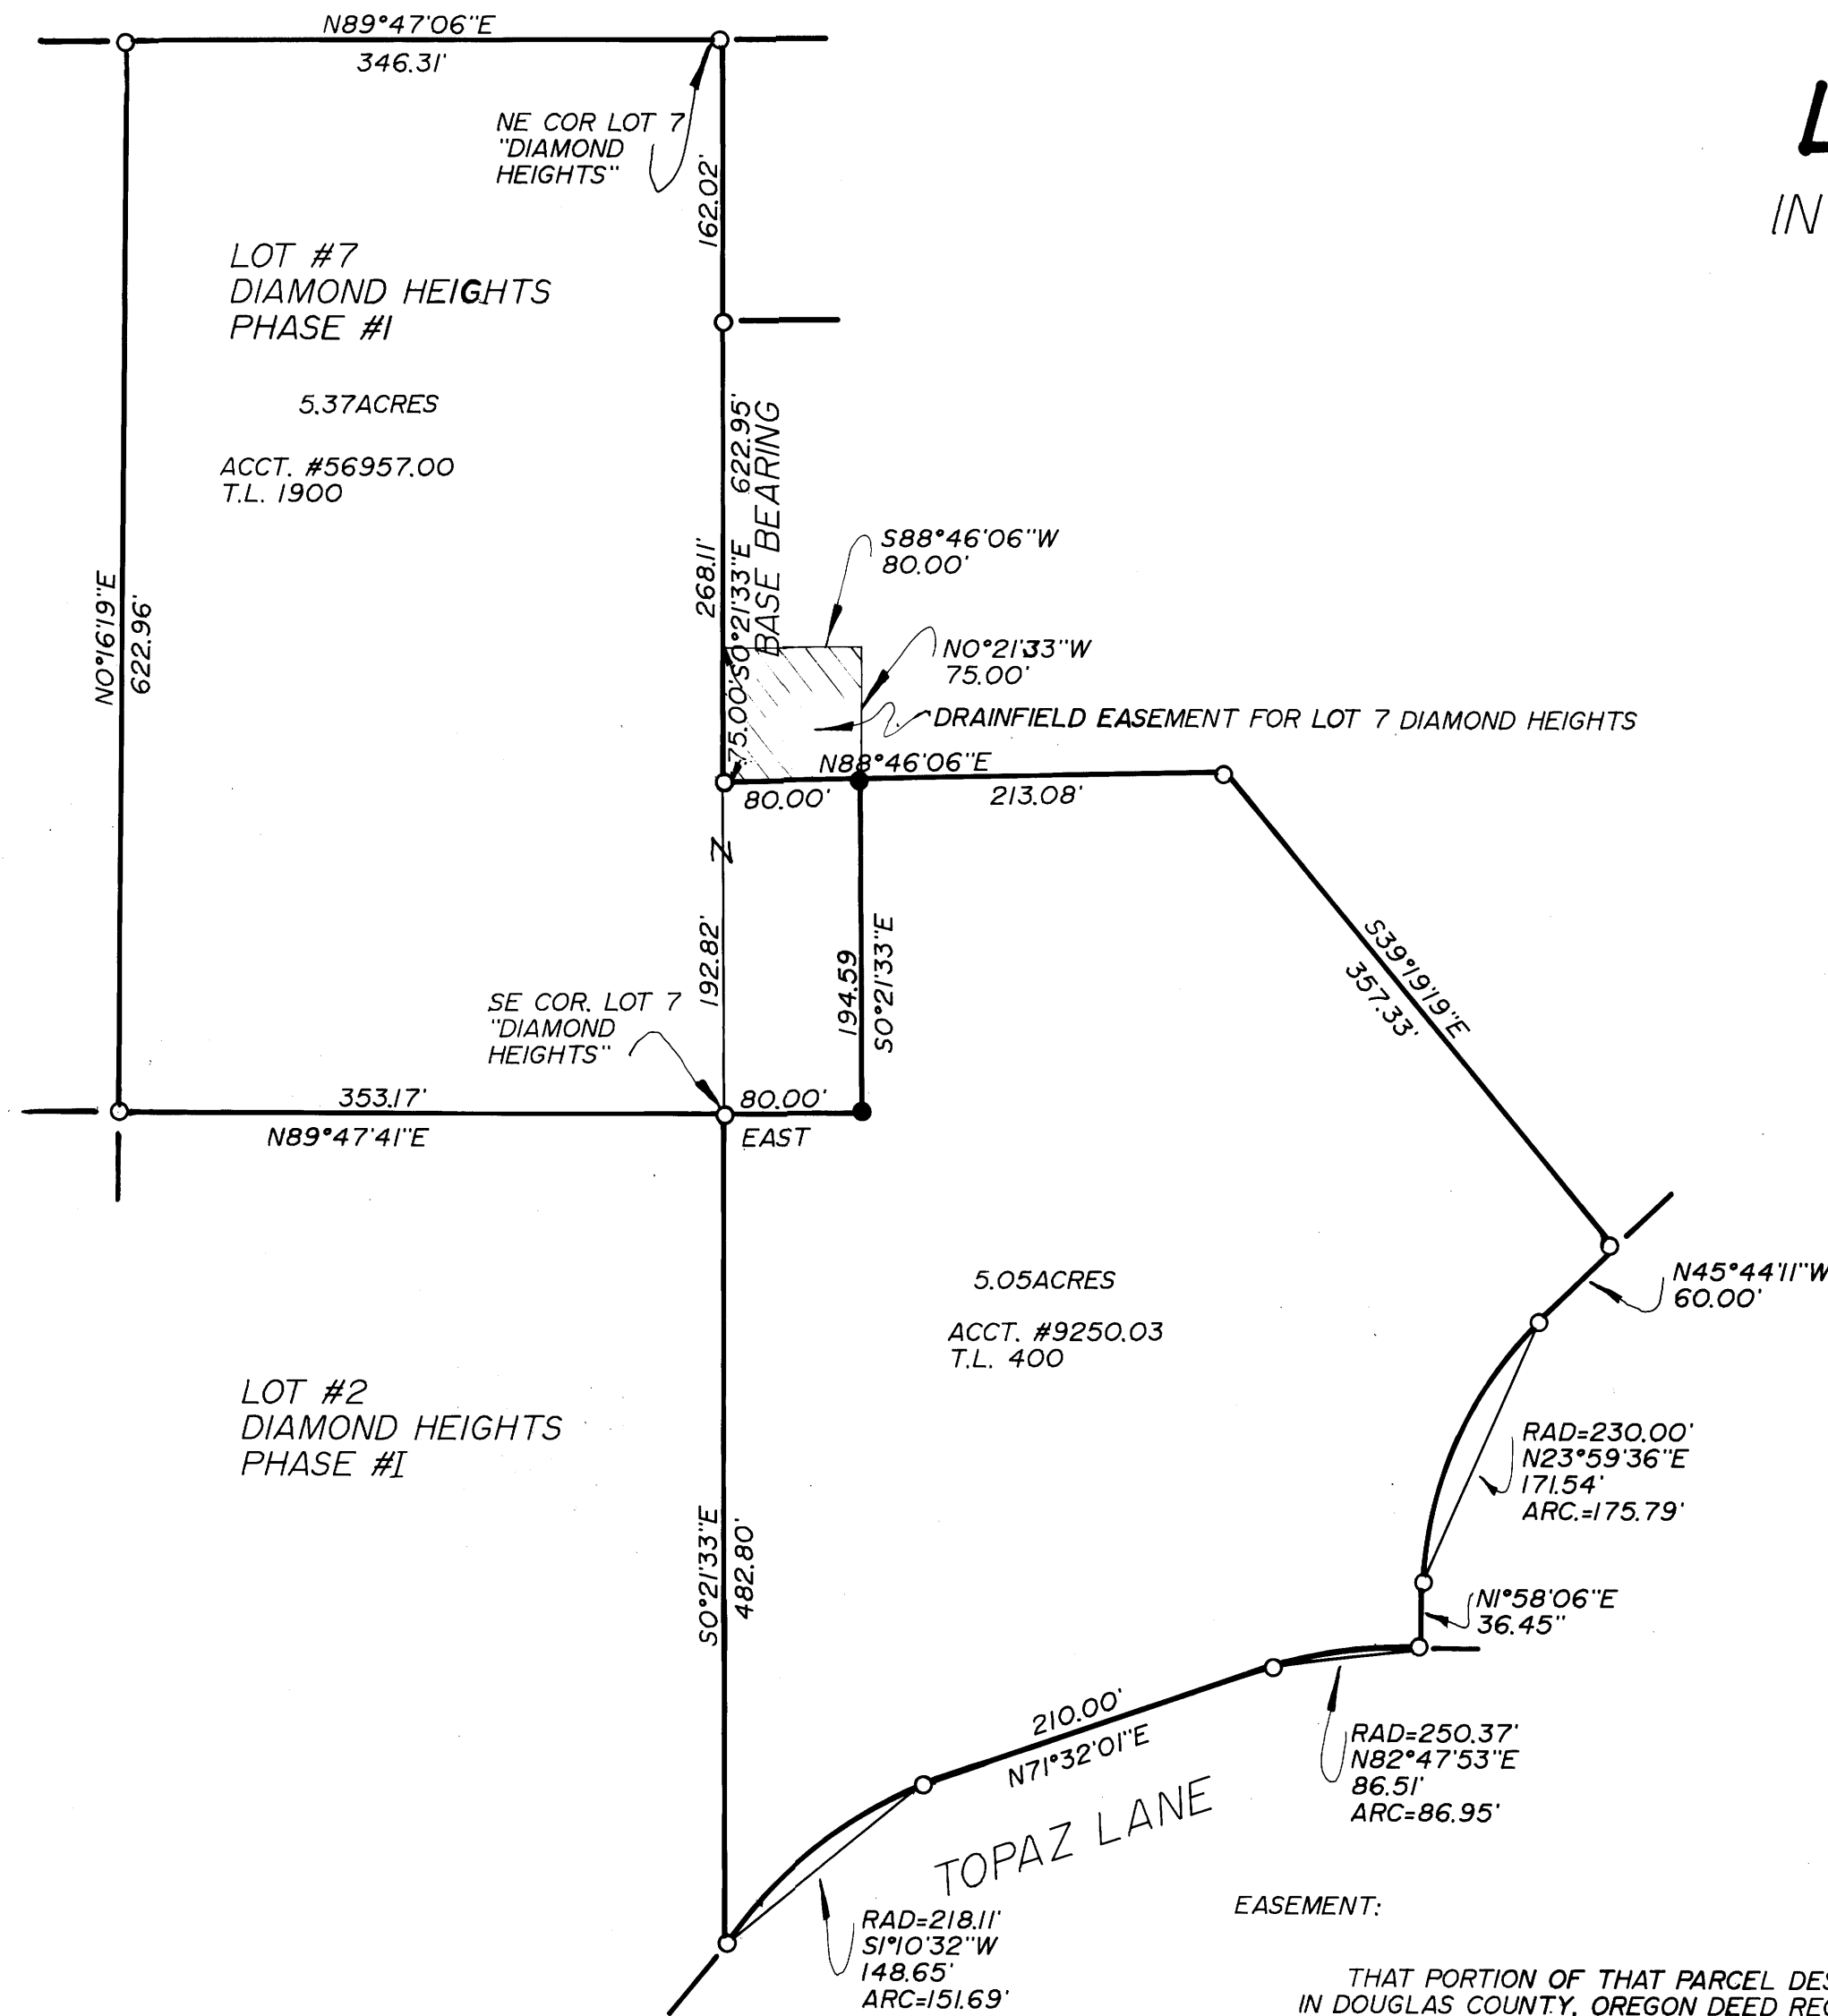 N89°47'06"E
346.31'
NE COR LOT 7
"DIAMOND
HEIGHTS"
162.02'
L
IN
LOT #7
DIAMOND HEIGHTS
PHASE #1
5.37ACRES
ACCT. #56957.00
T.L. 1900
N0°16'19"E
622.96'
268.11'
75.00'
S0°21'33"E 622.95'
BASE BEARING
S88°46'06"W
80.00'
N0°21'33"W
75.00'
DRAINFIELD EASEMENT FOR LOT 7 DIAMOND HEIGHTS
N88°46'06"E
80.00'
213.08'
Z
192.82'
194.59
S0°21'33"E
S39°19'19"E
357.33'
SE COR. LOT 7
"DIAMOND
HEIGHTS"
353.17'
N89°47'41"E
80.00'
EAST
5.05ACRES
ACCT. #9250.03
T.L. 400
N45°44'11"W
60.00'
LOT #2
DIAMOND HEIGHTS
PHASE #1
RAD=230.00'
N23°59'36"E
171.54'
ARC.=175.79'
S0°21'33"E
482.80'
N1°58'06"E
36.45"
210.00'
N71°32'01"E
RAD=250.37'
N82°47'53"E
86.51'
ARC=86.95'
TOPAZ LANE
RAD=218.11'
S1°10'32"W
148.65'
ARC=151.69'
EASEMENT:
THAT PORTION OF THAT PARCEL DES
IN DOUGLAS COUNTY, OREGON DEED REC